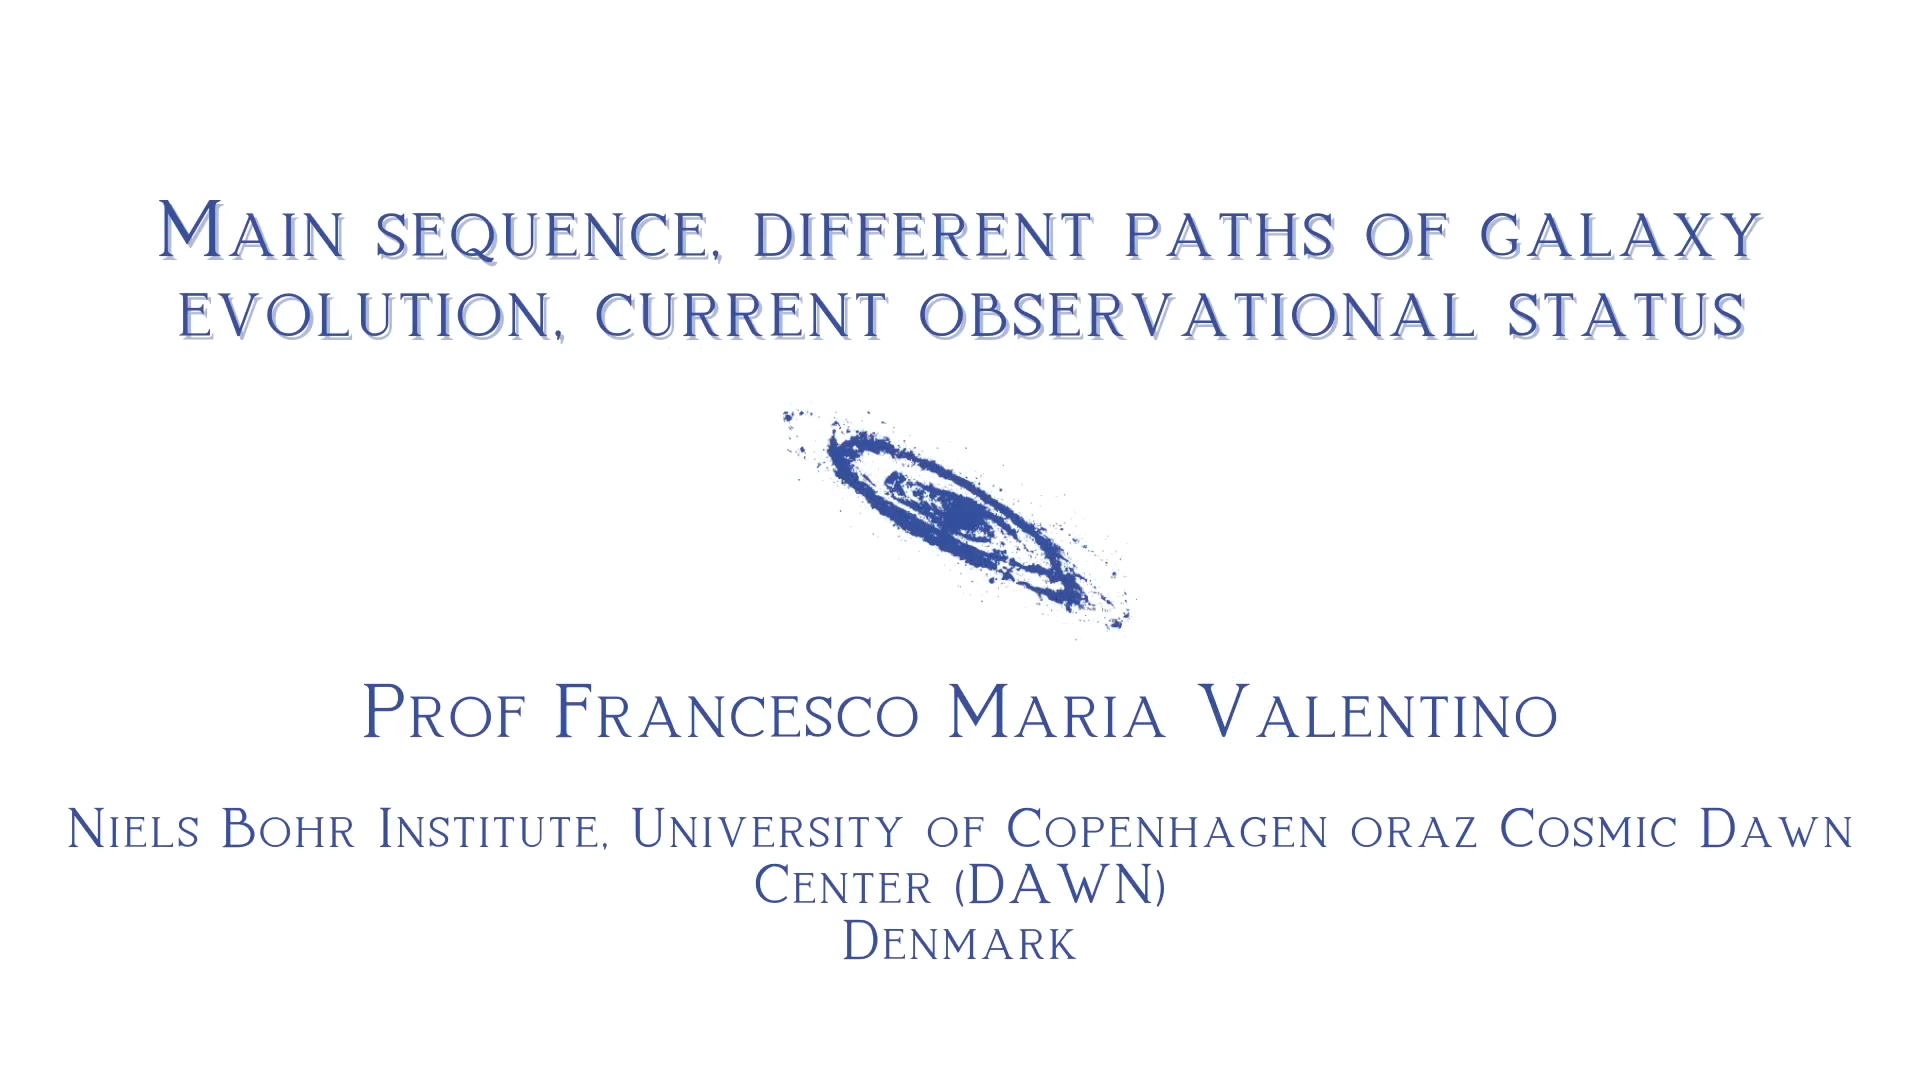 Main sequence, different paths of galaxy
evolution, current observational status
Prof Francesco Maria Valentino
Niels Bohr Institute, University of Copenhagen oraz Cosmic Dawn
Center (DAWN)
Denmark